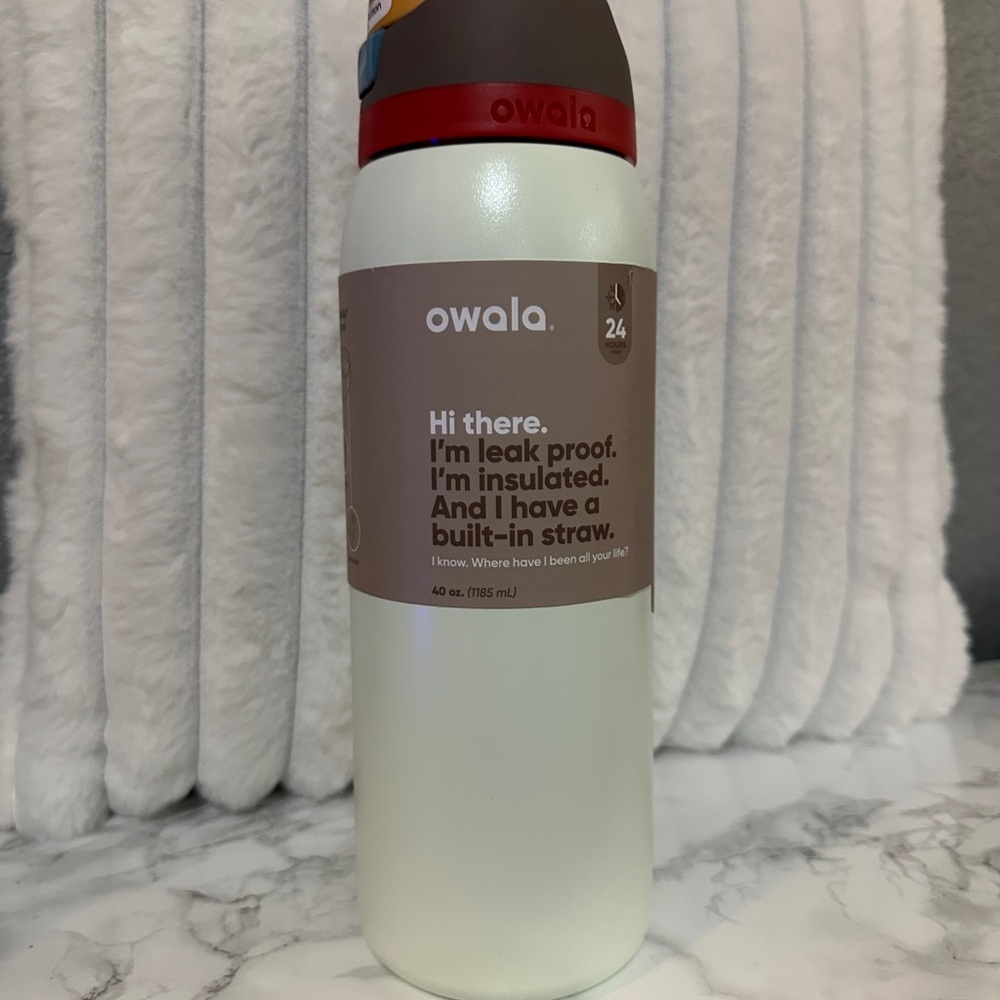 owala
owala.
24
HOURS
Hi there.
I'm leak proof.
I'm insulated.
And I have a
built-in straw.
I know. Where have I been all your life?
40 oz. (1185 mL)